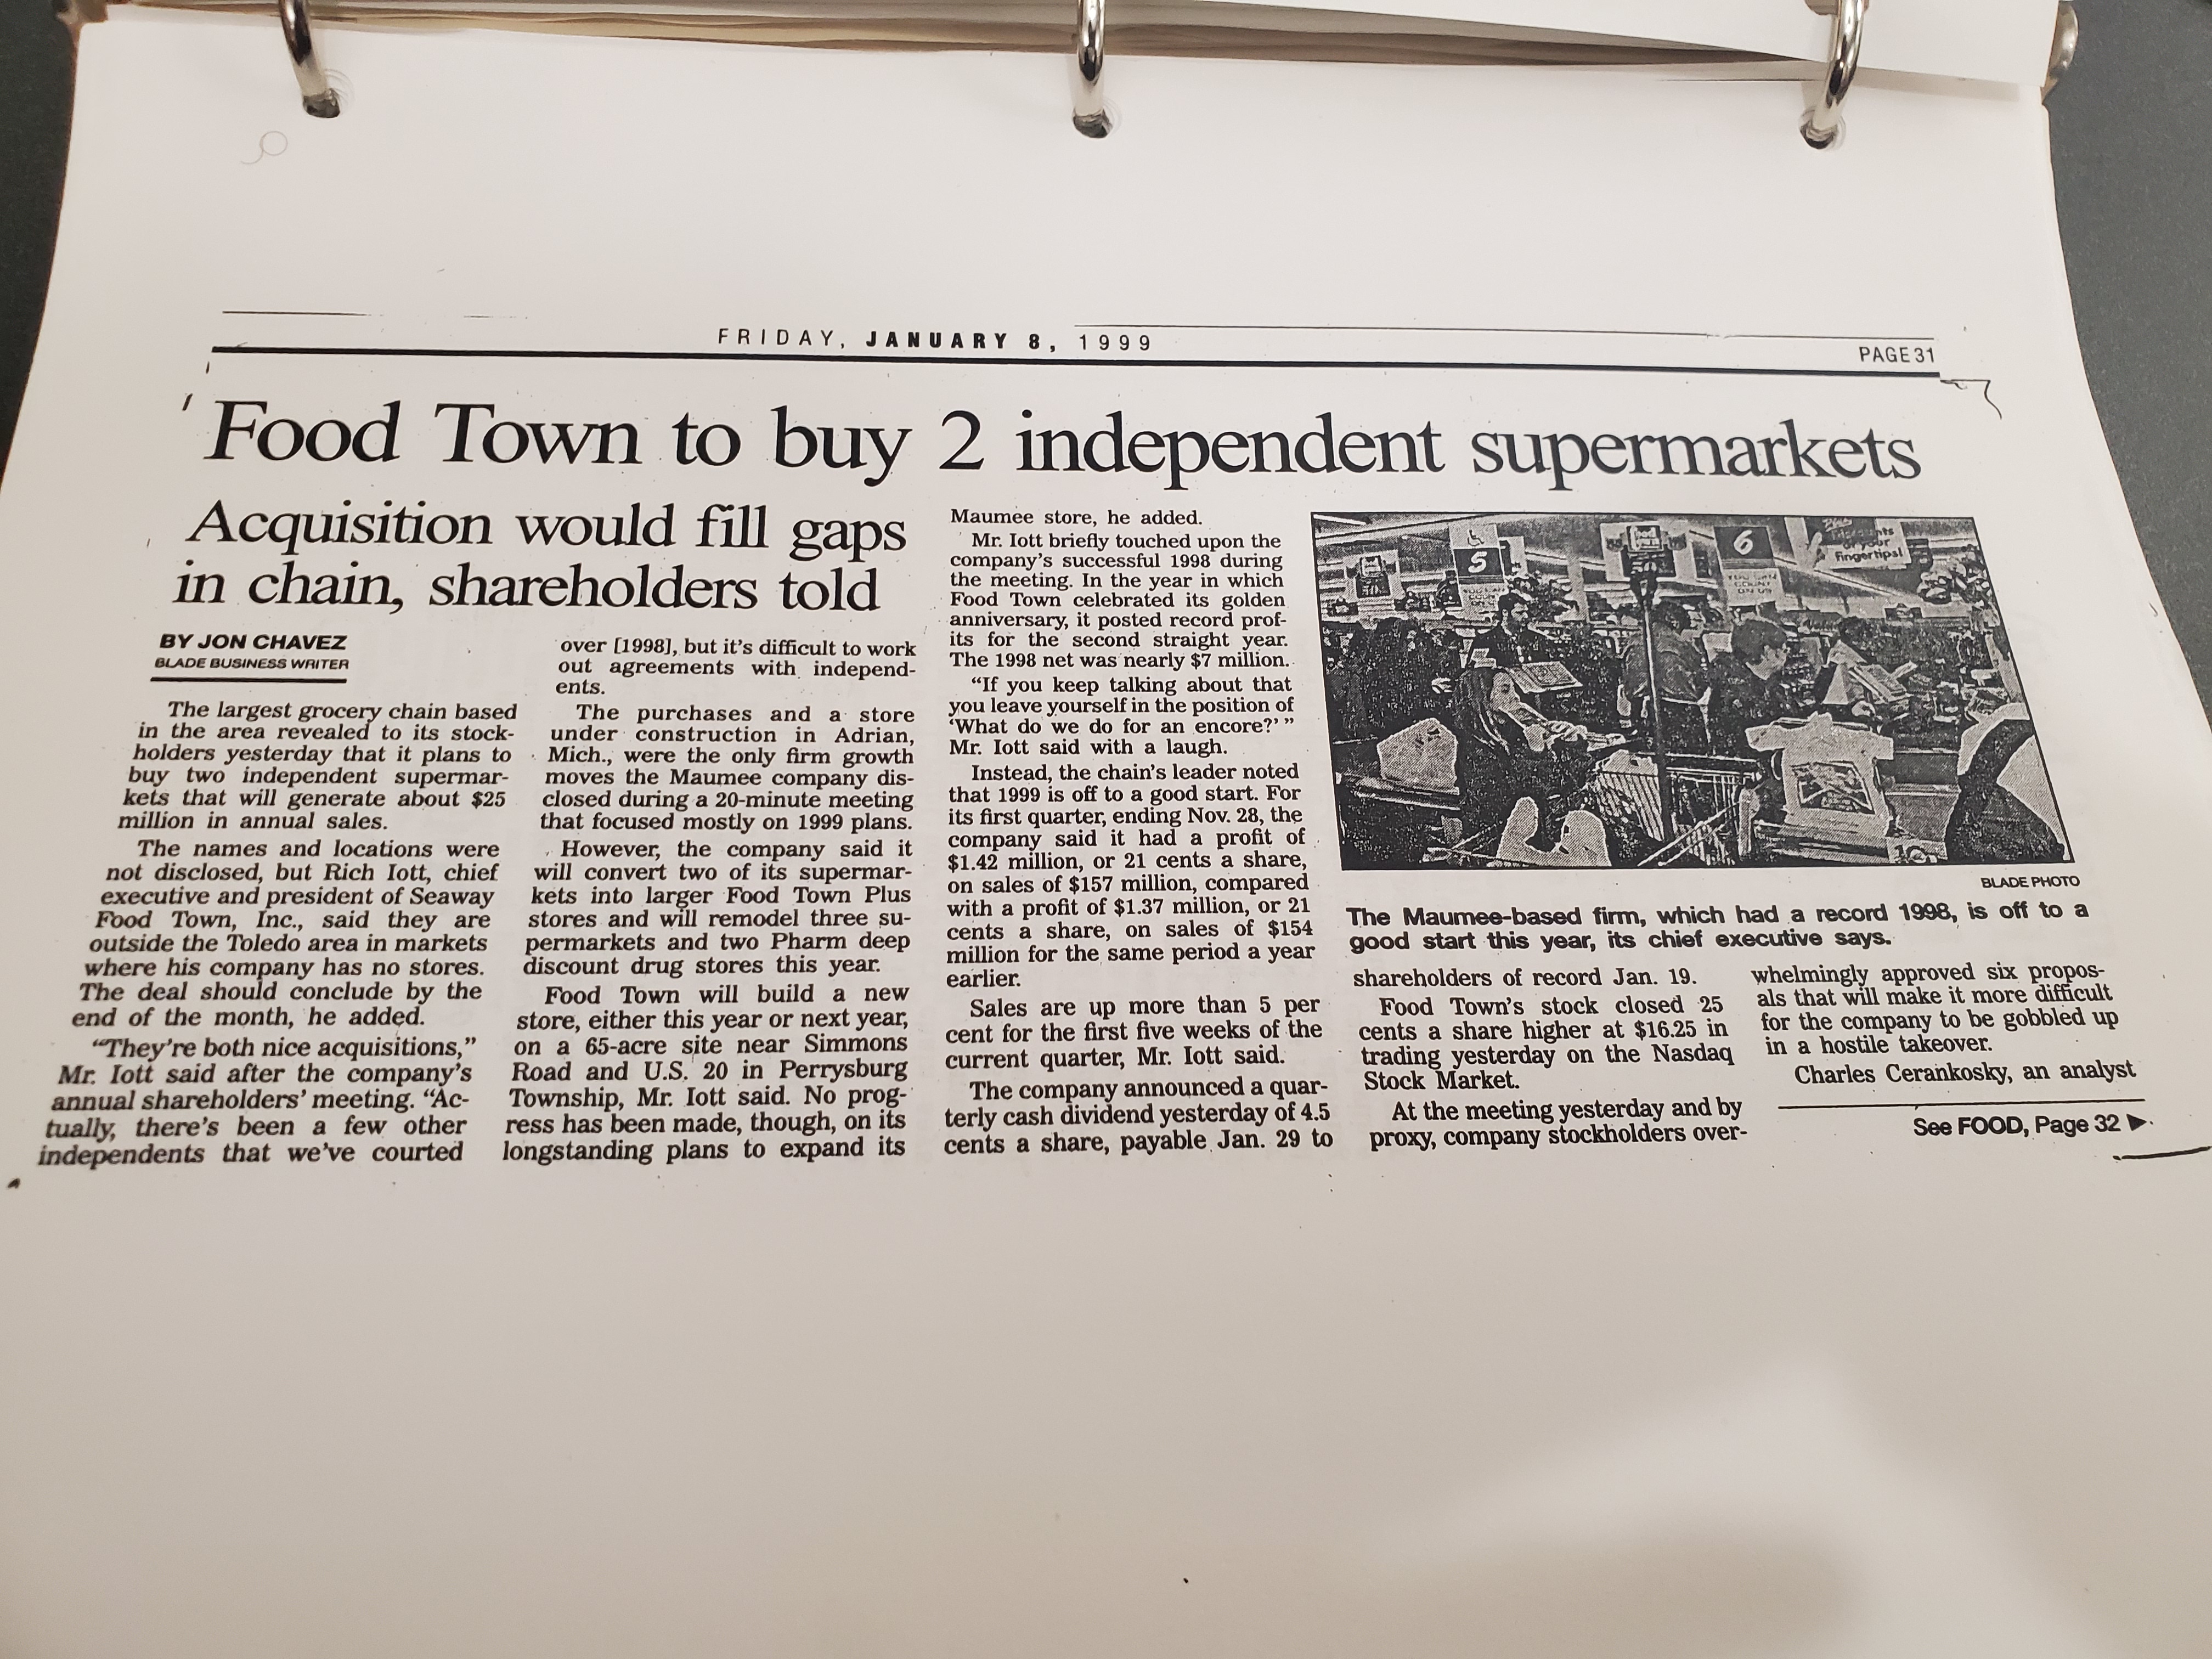 FRIDAY, JANUARY 8, 1999
PAGE 31
Food Town to buy 2 independent supermarkets
Acquisition would fill gaps
in chain, shareholders told
BY JON CHAVEZ
BLADE BUSINESS WRITER
The largest grocery chain based
in the area revealed to its stock-
holders yesterday that it plans to
buy two independent supermar-
kets that will generate about $25
million in annual sales.
The names and locations were
not disclosed, but Rich Iott, chief
executive and president of Seaway
Food Town, Inc., said they are
outside the Toledo area in markets
where his company has no stores.
The deal should conclude by the
end of the month, he added.
“They’re both nice acquisitions,”
Mr. Iott said after the company’s
annual shareholders’ meeting. “Ac-
tually, there’s been a few other
independents that we’ve courted
over [1998], but it’s difficult to work
out agreements with independ-
ents.
The purchases and a store
under construction in Adrian,
Mich., were the only firm growth
moves the Maumee company dis-
closed during a 20-minute meeting
that focused mostly on 1999 plans.
However, the company said it
will convert two of its supermar-
kets into larger Food Town Plus
stores and will remodel three su-
permarkets and two Pharm deep
discount drug stores this year.
Food Town will build a new
store, either this year or next year,
on a 65-acre site near Simmons
Road and U.S. 20 in Perrysburg
Township, Mr. Iott said. No prog-
ress has been made, though, on its
longstanding plans to expand its
Maumee store, he added.
Mr. Iott briefly touched upon the
company’s successful 1998 during
the meeting. In the year in which
Food Town celebrated its golden
anniversary, it posted record prof-
its for the second straight year.
The 1998 net was nearly $7 million.
“If you keep talking about that
you leave yourself in the position of
‘What do we do for an encore?’ ”
Mr. Iott said with a laugh.
Instead, the chain’s leader noted
that 1999 is off to a good start. For
its first quarter, ending Nov. 28, the
company said it had a profit of
$1.42 million, or 21 cents a share,
on sales of $157 million, compared
with a profit of $1.37 million, or 21
cents a share, on sales of $154
million for the same period a year
earlier.
Sales are up more than 5 per
cent for the first five weeks of the
current quarter, Mr. Iott said.
The company announced a quar-
terly cash dividend yesterday of 4.5
cents a share, payable Jan. 29 to
5
6
your
Fingertips!
BLADE PHOTO
The Maumee-based firm, which had a record 1998, is off to a
good start this year, its chief executive says.
shareholders of record Jan. 19.
Food Town’s stock closed 25
cents a share higher at $16.25 in
trading yesterday on the Nasdaq
Stock Market.
At the meeting yesterday and by
proxy, company stockholders over-
whelmingly approved six propos-
als that will make it more difficult
for the company to be gobbled up
in a hostile takeover.
Charles Cerankosky, an analyst
See FOOD, Page 32 ▶